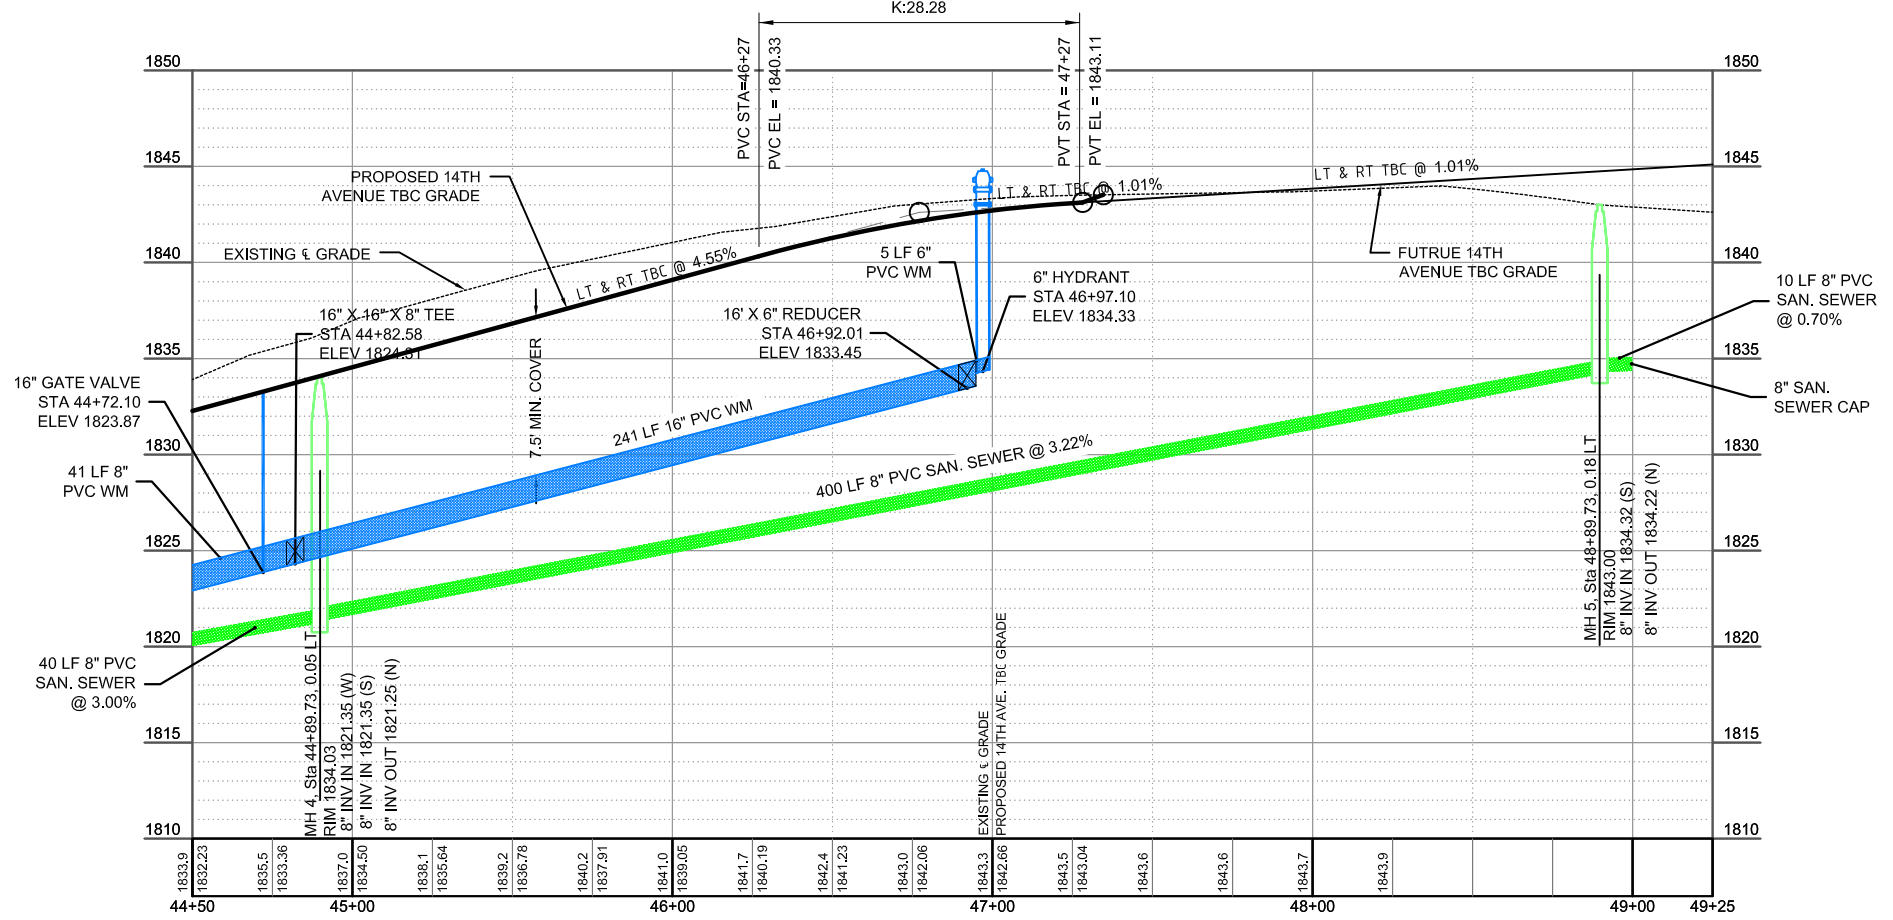 K:28.28
PVC STA=46+27
PVC EL = 1840.33
PVT STA = 47+27
PVT EL = 1843.11
1850
1850
1845
1845
1840
1840
1835
1835
1830
1830
1825
1825
1820
1820
1815
1815
1810
1810
PROPOSED 14TH
AVENUE TBC GRADE
EXISTING ℄ GRADE
LT & RT TBC @ 4.55%
LT & RT TBC @ 1.01%
LT & RT TBC @ 1.01%
FUTRUE 14TH
AVENUE TBC GRADE
5 LF 6"
PVC WM
6" HYDRANT
STA 46+97.10
ELEV 1834.33
16' X 6" REDUCER
STA 46+92.01
ELEV 1833.45
10 LF 8" PVC
SAN. SEWER
@ 0.70%
8" SAN.
SEWER CAP
16" X 16" X 8" TEE
STA 44+82.58
ELEV 1824.31
16" GATE VALVE
STA 44+72.10
ELEV 1823.87
41 LF 8"
PVC WM
7.5' MIN. COVER
241 LF 16" PVC WM
400 LF 8" PVC SAN. SEWER @ 3.22%
40 LF 8" PVC
SAN. SEWER
@ 3.00%
MH 4, Sta 44+89.73, 0.05 LT
RIM 1834.03
8" INV IN 1821.35 (W)
8" INV IN 1821.35 (S)
8" INV OUT 1821.25 (N)
MH 5, Sta 48+89.73, 0.18 LT
RIM 1843.00
8" INV IN 1834.32 (S)
8" INV OUT 1834.22 (N)
EXISTING ℄ GRADE
PROPOSED 14TH AVE. TBC GRADE
1833.9
1832.23
1835.5
1833.36
1837.0
1834.50
1838.1
1835.64
1839.2
1836.78
1840.2
1837.91
1841.0
1839.05
1841.7
1840.19
1842.4
1841.23
1843.0
1842.06
1843.3
1842.66
1843.5
1843.04
1843.6
1843.6
1843.7
1843.9
44+50
45+00
46+00
47+00
48+00
49+00
49+25